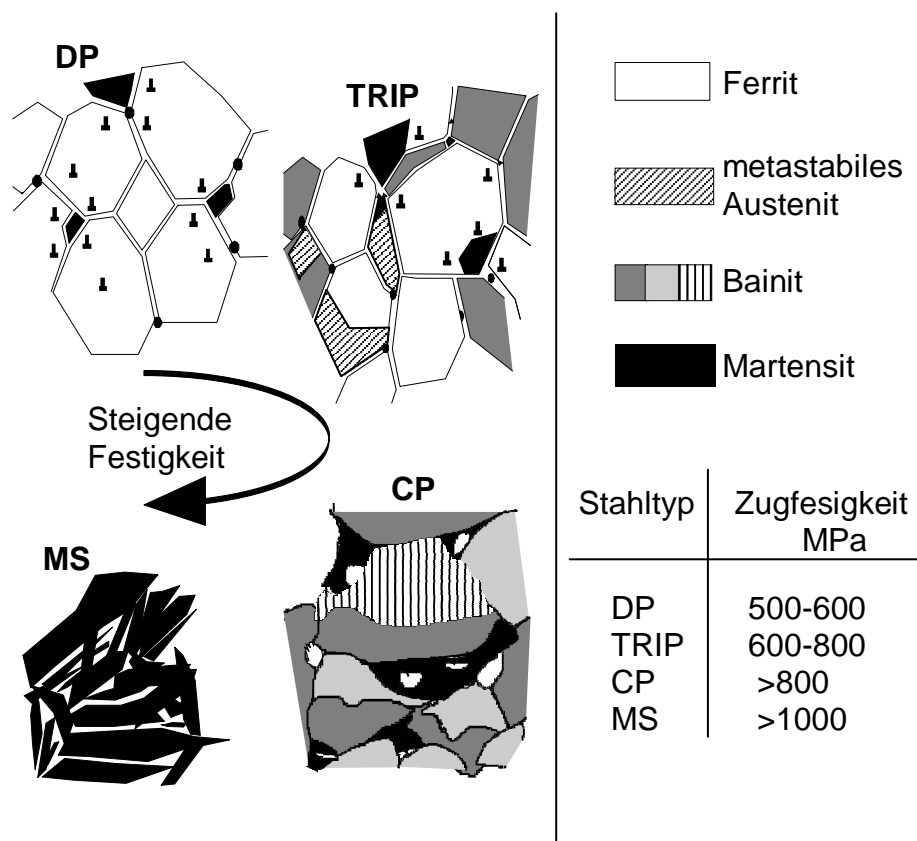 DP
TRIP
Steigende
Festigkeit
MS
CP
Ferrit
metastabiles
Austenit
Bainit
Martensit
Stahltyp Zugfesigkeit
MPa
DP 500-600
TRIP 600-800
CP >800
MS >1000